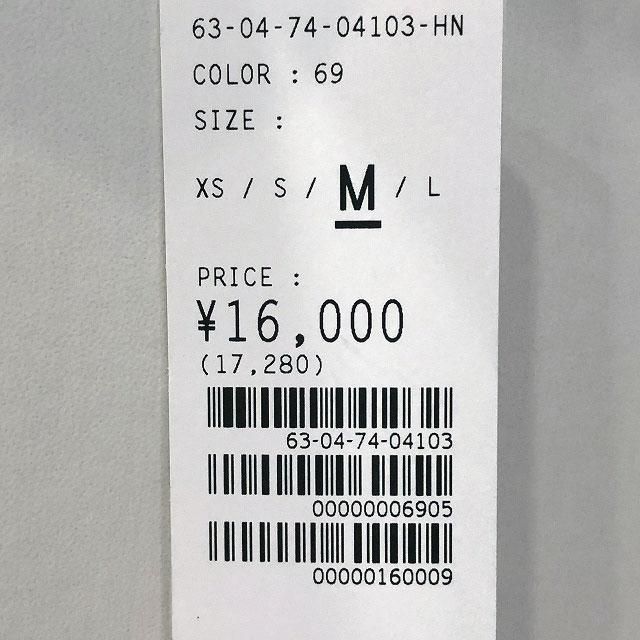 63-04-74-04103-HN
COLOR : 69
SIZE :
XS / S / M / L
PRICE :
¥16,000
(17,280)
63-04-74-04103
00000006905
00000160009